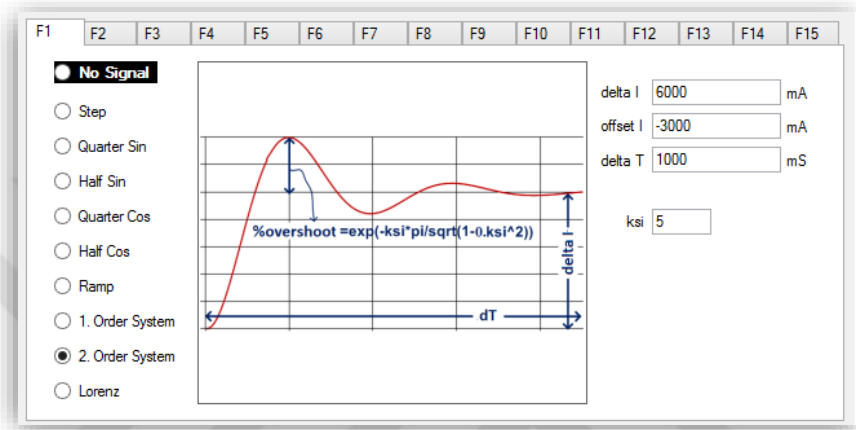 F1 F2 F3 F4 F5 F6 F7 F8 F9 F10 F11 F12 F13 F14 F15
No Signal
Step
Quarter Sin
Half Sin
Quarter Cos
Half Cos
Ramp
1. Order System
2. Order System
Lorenz
%overshoot =exp(-ksi*pi/sqrt(1-0.ksi^2))
delta I
dT
delta I 6000 mA
offset I -3000 mA
delta T 1000 mS
ksi 5